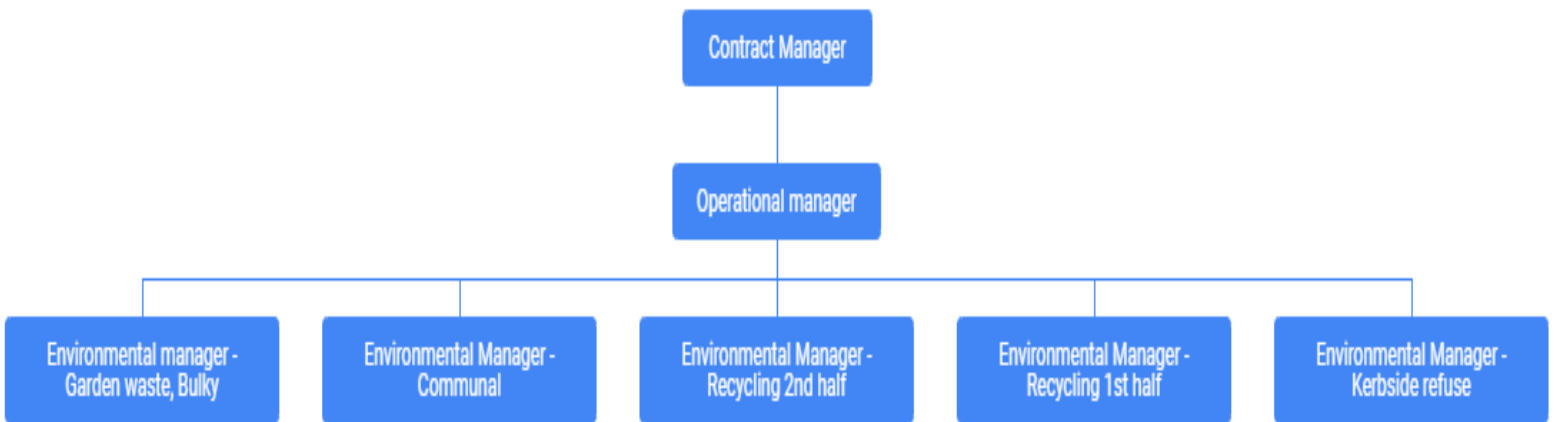 Contract Manager
Operational manager
Environmental manager -
Garden waste, Bulky
Environmental Manager -
Communal
Environmental Manager -
Recycling 2nd half
Environmental Manager -
Recycling 1st half
Environmental Manager -
Kerbside refuse